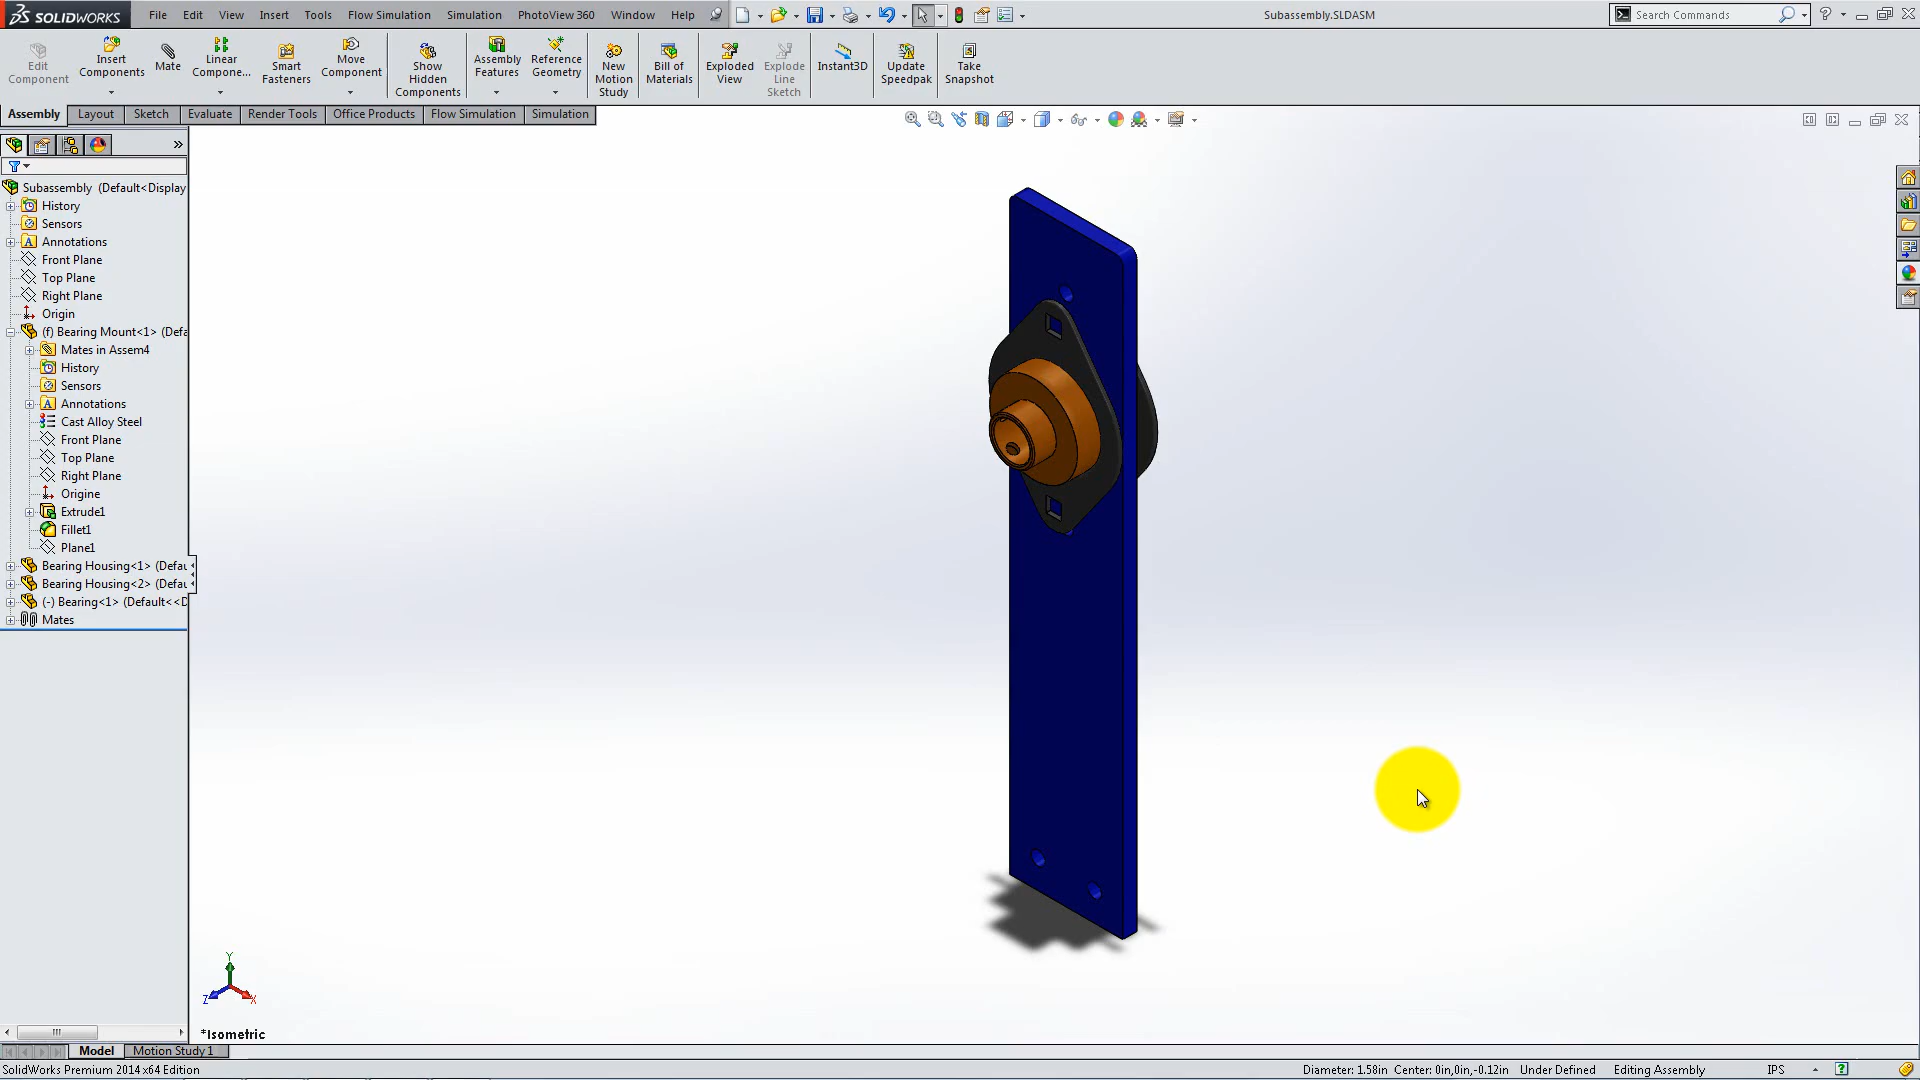 SOLIDWORKS File Edit View Insert Tools Flow Simulation Simulation PhotoView 360 Window Help Subassembly.SLDASM Search Commands
Edit Component
Insert Components
Mate
Linear Compone...
Smart Fasteners
Move Component
Show Hidden Components
Assembly Features
Reference Geometry
New Motion Study
Bill of Materials
Exploded View
Explode Line Sketch
Instant3D
Update Speedpak
Take Snapshot
Assembly Layout Sketch Evaluate Render Tools Office Products Flow Simulation Simulation
Subassembly (Default<Display
History
Sensors
Annotations
Front Plane
Top Plane
Right Plane
Origin
(f) Bearing Mount<1> (Defa
Mates in Assem4
History
Sensors
Annotations
Cast Alloy Steel
Front Plane
Top Plane
Right Plane
Origine
Extrude1
Fillet1
Plane1
Bearing Housing<1> (Defau
Bearing Housing<2> (Defau
(-) Bearing<1> (Default<<D
Mates
Y
Z X
*Isometric
Model Motion Study 1
SolidWorks Premium 2014 x64 Edition Diameter: 1.58in Center: 0in,0in,-0.12in Under Defined Editing Assembly IPS